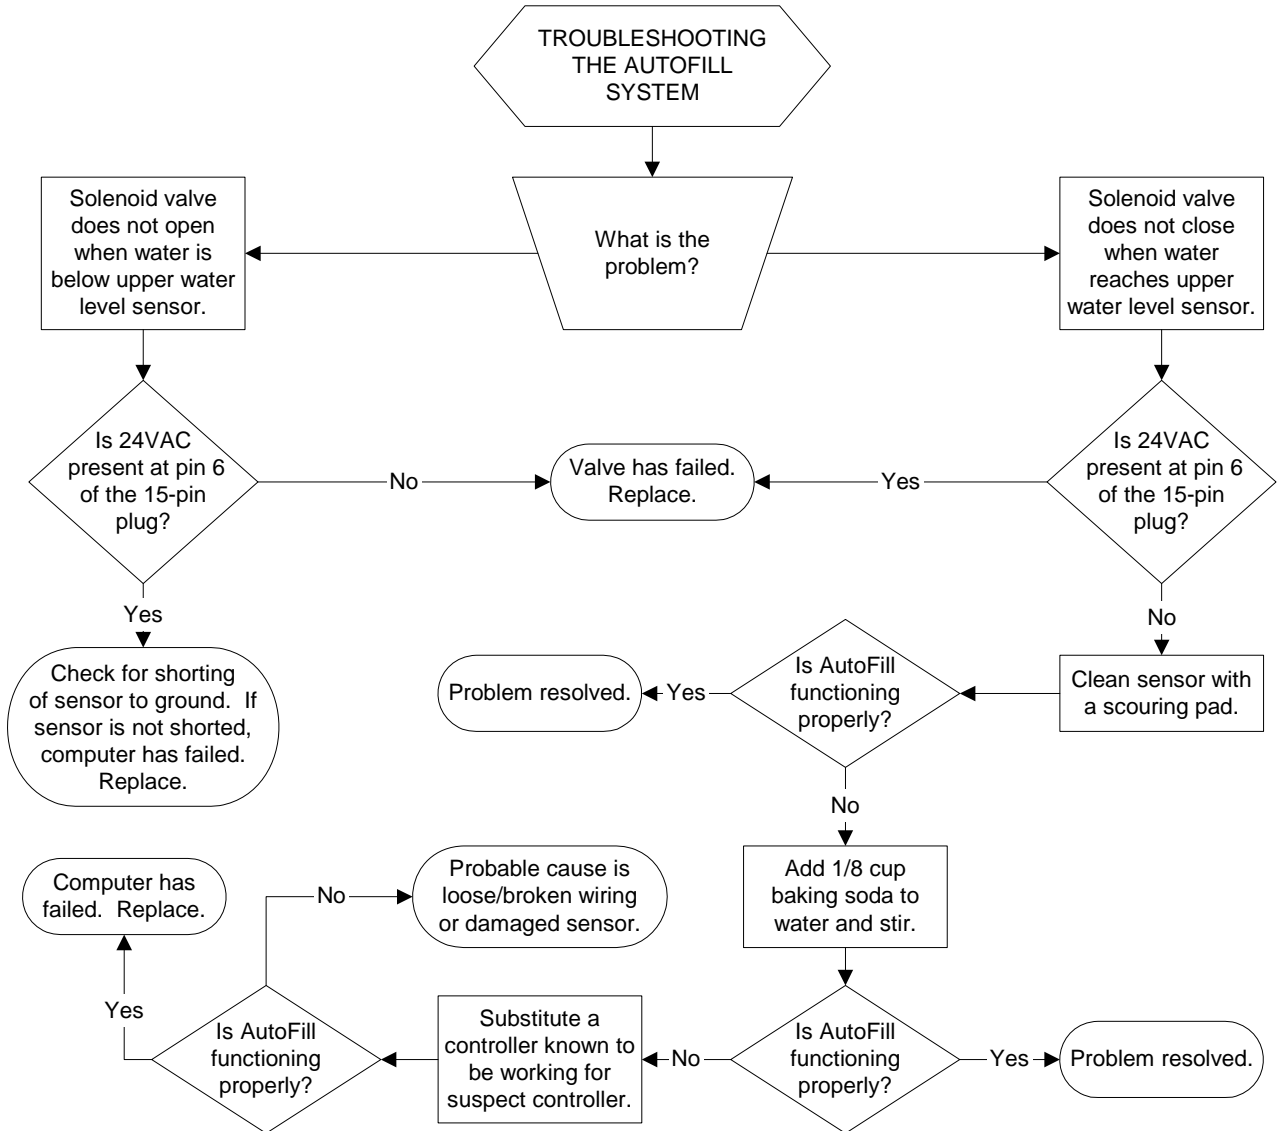 TROUBLESHOOTING
THE AUTOFILL
SYSTEM
Solenoid valve
does not open
when water is
below upper water
level sensor.
What is the
problem?
Solenoid valve
does not close
when water
reaches upper
water level sensor.
Is 24VAC
present at pin 6
of the 15-pin
plug?
No
Valve has failed.
Replace.
Yes
Is 24VAC
present at pin 6
of the 15-pin
plug?
Yes
No
Check for shorting
of sensor to ground.  If
sensor is not shorted,
computer has failed.
Replace.
Problem resolved.
Yes
Is AutoFill
functioning
properly?
Clean sensor with
a scouring pad.
No
Computer has
failed.  Replace.
No
Probable cause is
loose/broken wiring
or damaged sensor.
Add 1/8 cup
baking soda to
water and stir.
Yes
Is AutoFill
functioning
properly?
Substitute a
controller known to
be working for
suspect controller.
No
Is AutoFill
functioning
properly?
Yes
Problem resolved.